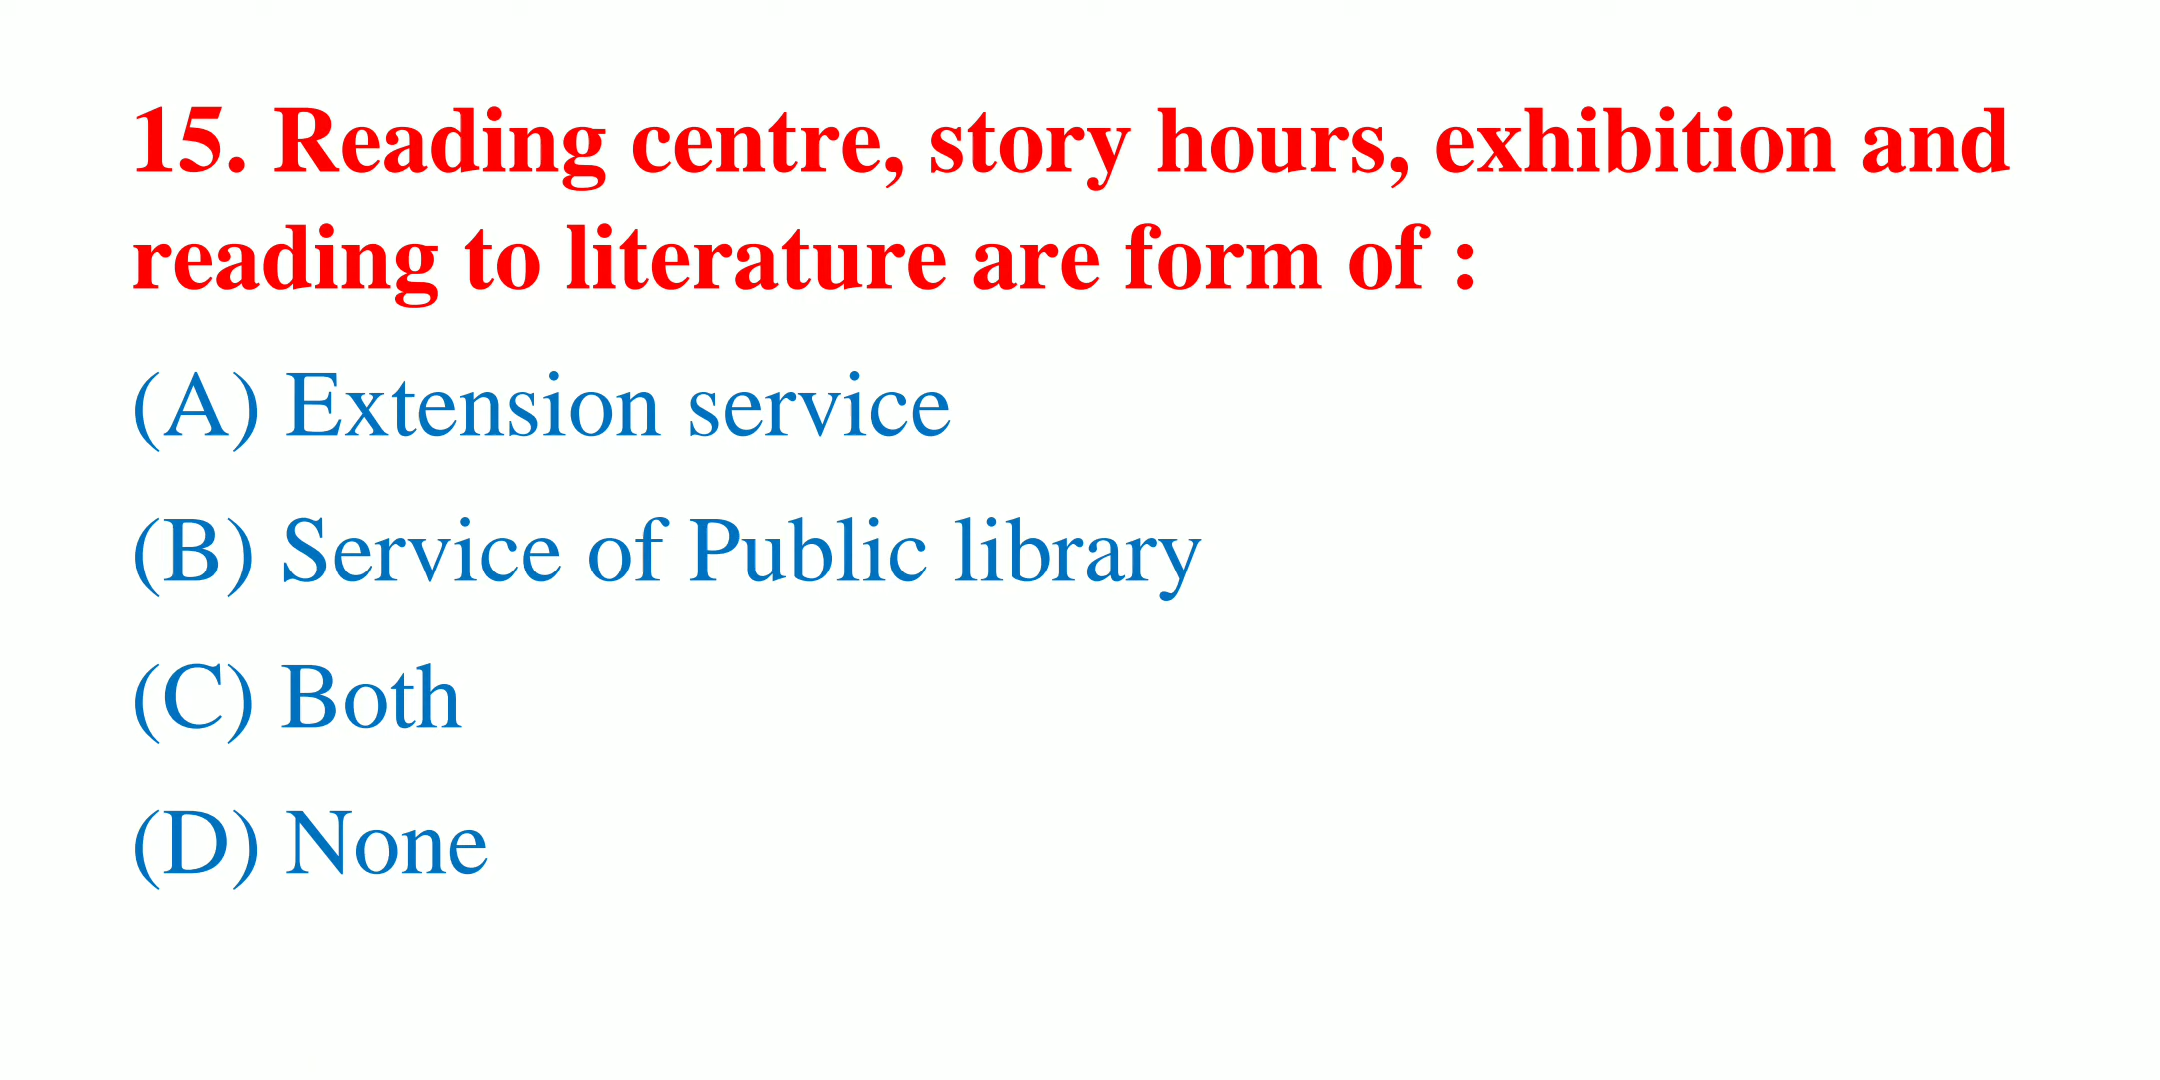 15. Reading centre, story hours, exhibition and
reading to literature are form of :
(A) Extension service
(B) Service of Public library
(C) Both
(D) None